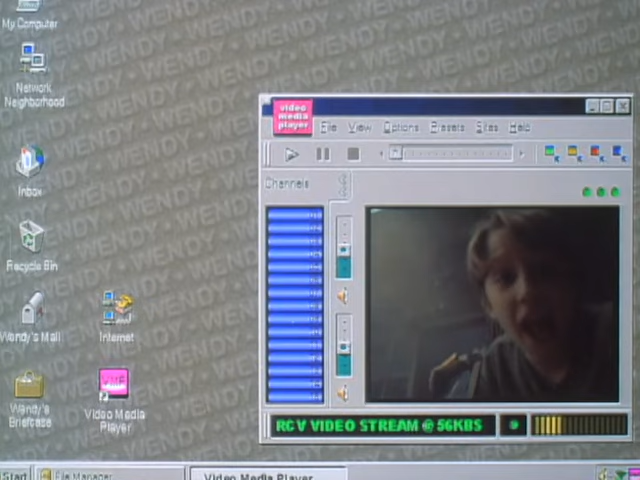 My Computer
Network
Neighborhood
Inbox
Recycle Bin
Wendy's Mail
Internet
Wendy's
Briefcase
Video Media
Player
WENDY • WENDY • WENDY
video
media
player
File View Options Presets Sites Help
Channels
RCV VIDEO STREAM @ 56KBS
Start
File Manager
Video Media Player